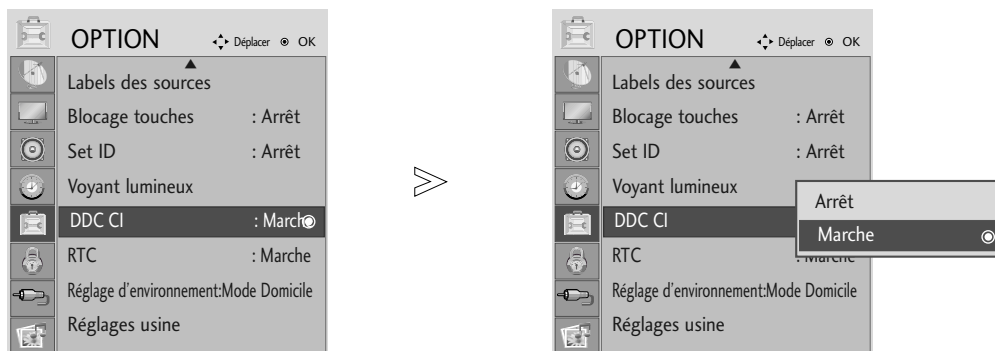 OPTION Déplacer OK
Labels des sources
Blocage touches : Arrêt
Set ID : Arrêt
Voyant lumineux
DDC CI : March
RTC : Marche
Réglage d'environnement:Mode Domicile
Réglages usine
OPTION Déplacer OK
Labels des sources
Blocage touches : Arrêt
Set ID : Arrêt
Voyant lumineux
DDC CI
Arrêt
Marche
RTC : Marche
Réglage d'environnement:Mode Domicile
Réglages usine